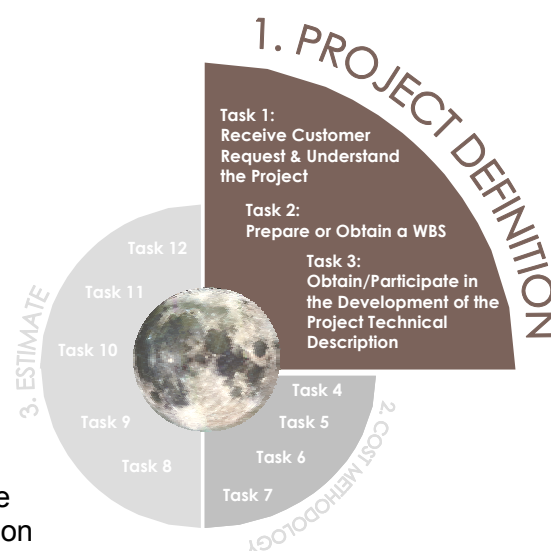 1. PROJECT DEFINITION
Task 1:
Receive Customer
Request & Understand
the Project
Task 2:
Prepare or Obtain a WBS
Task 3:
Obtain/Participate in
the Development of the
Project Technical
Description
Task 4
Task 5
Task 6
Task 7
2. COST METHODOLOGY
Task 8
Task 9
Task 10
Task 11
Task 12
3. ESTIMATE
e
on